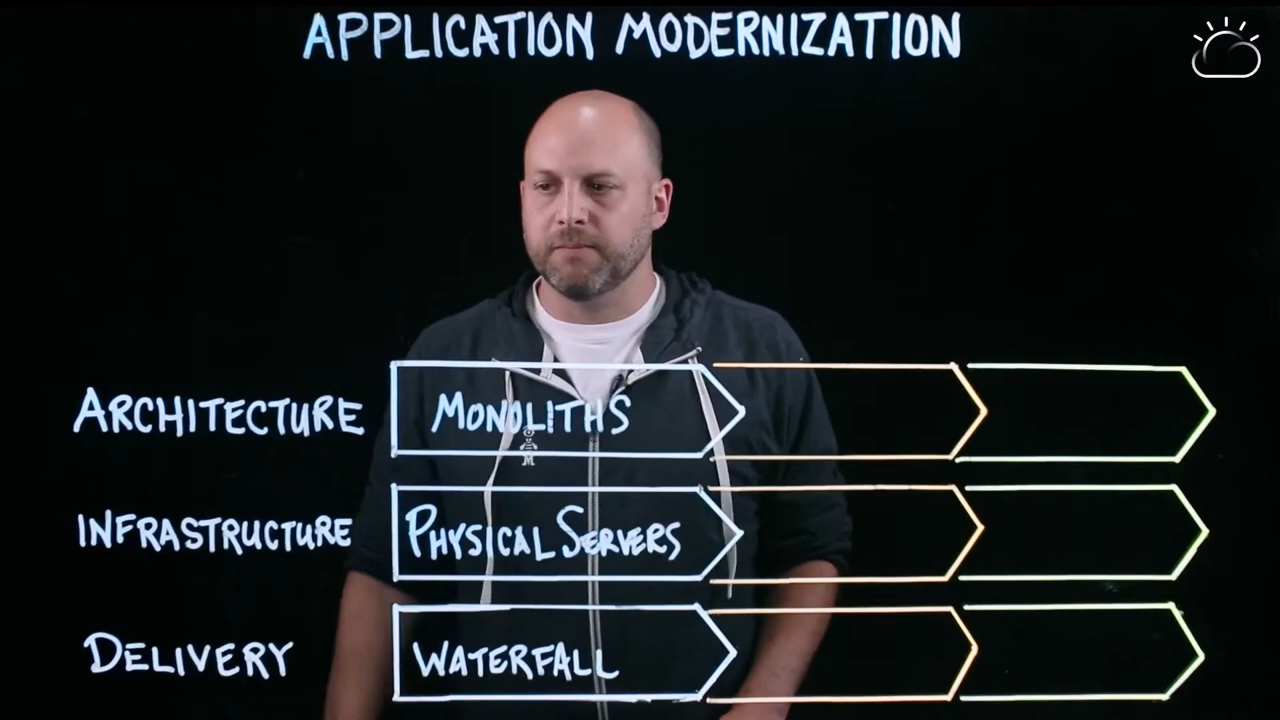 APPLICATION MODERNIZATION
ARCHITECTURE MONOLITHS
INFRASTRUCTURE PHYSICAL SERVERS
DELIVERY WATERFALL